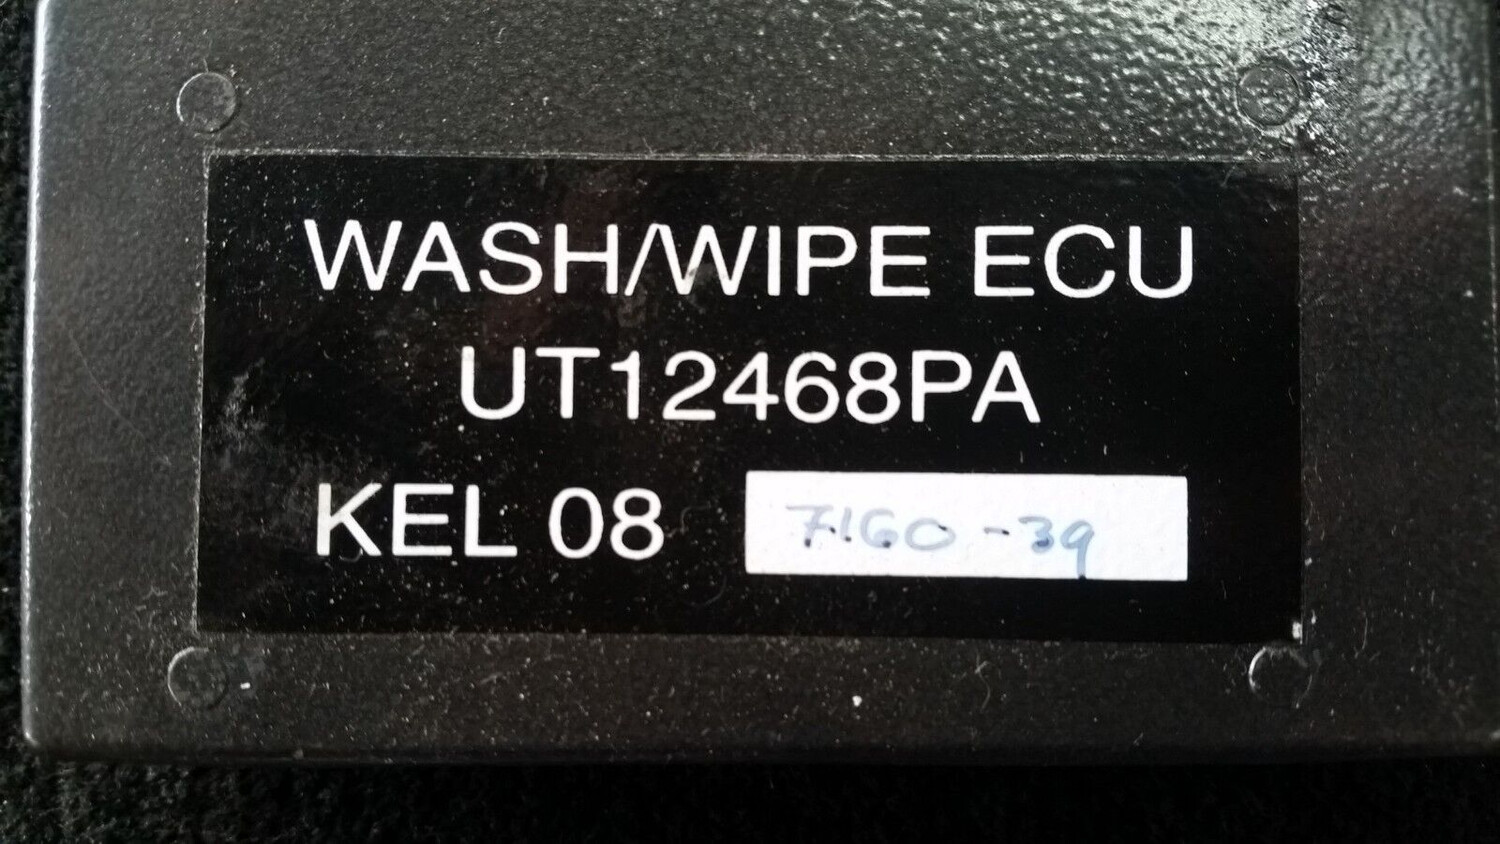 WASH/WIPE ECU
UT12468PA
KEL 08 7160-39